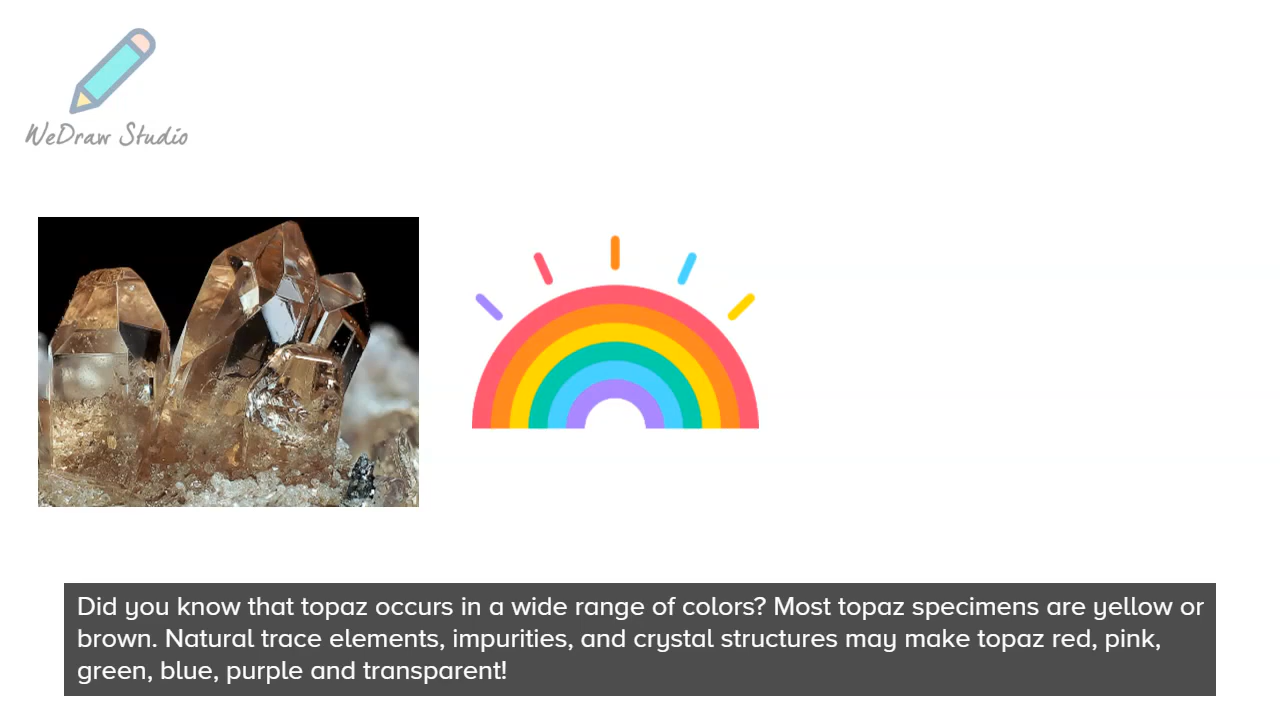 WeDraw Studio
Did you know that topaz occurs in a wide range of colors? Most topaz specimens are yellow or
brown. Natural trace elements, impurities, and crystal structures may make topaz red, pink,
green, blue, purple and transparent!